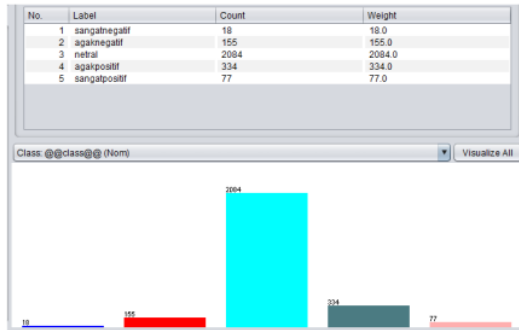 No. Label Count Weight
1 sangatnegatif 18 18.0
2 agaknegatif 155 155.0
3 netral 2084 2084.0
4 agakpositif 334 334.0
5 sangatpositif 77 77.0
Class: @@class@@ (Nom) Visualize All
2084
334
155
77
18